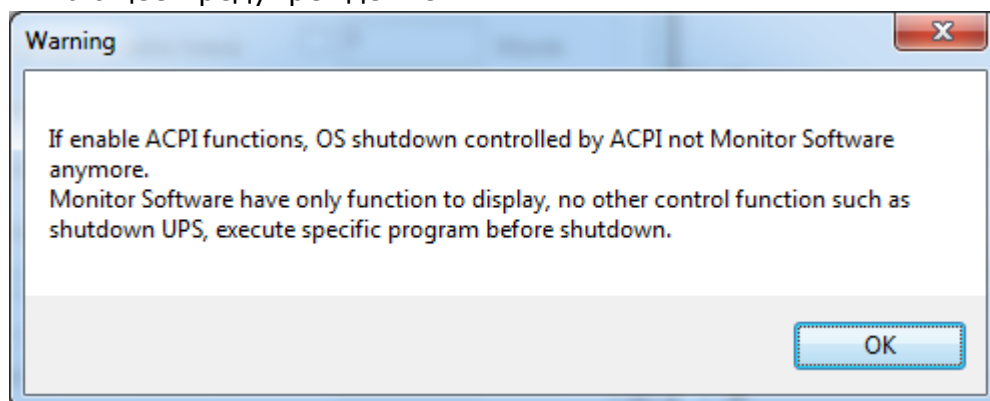 Warning
If enable ACPI functions, OS shutdown controlled by ACPI not Monitor Software
anymore.
Monitor Software have only function to display, no other control function such as
shutdown UPS, execute specific program before shutdown.
OK